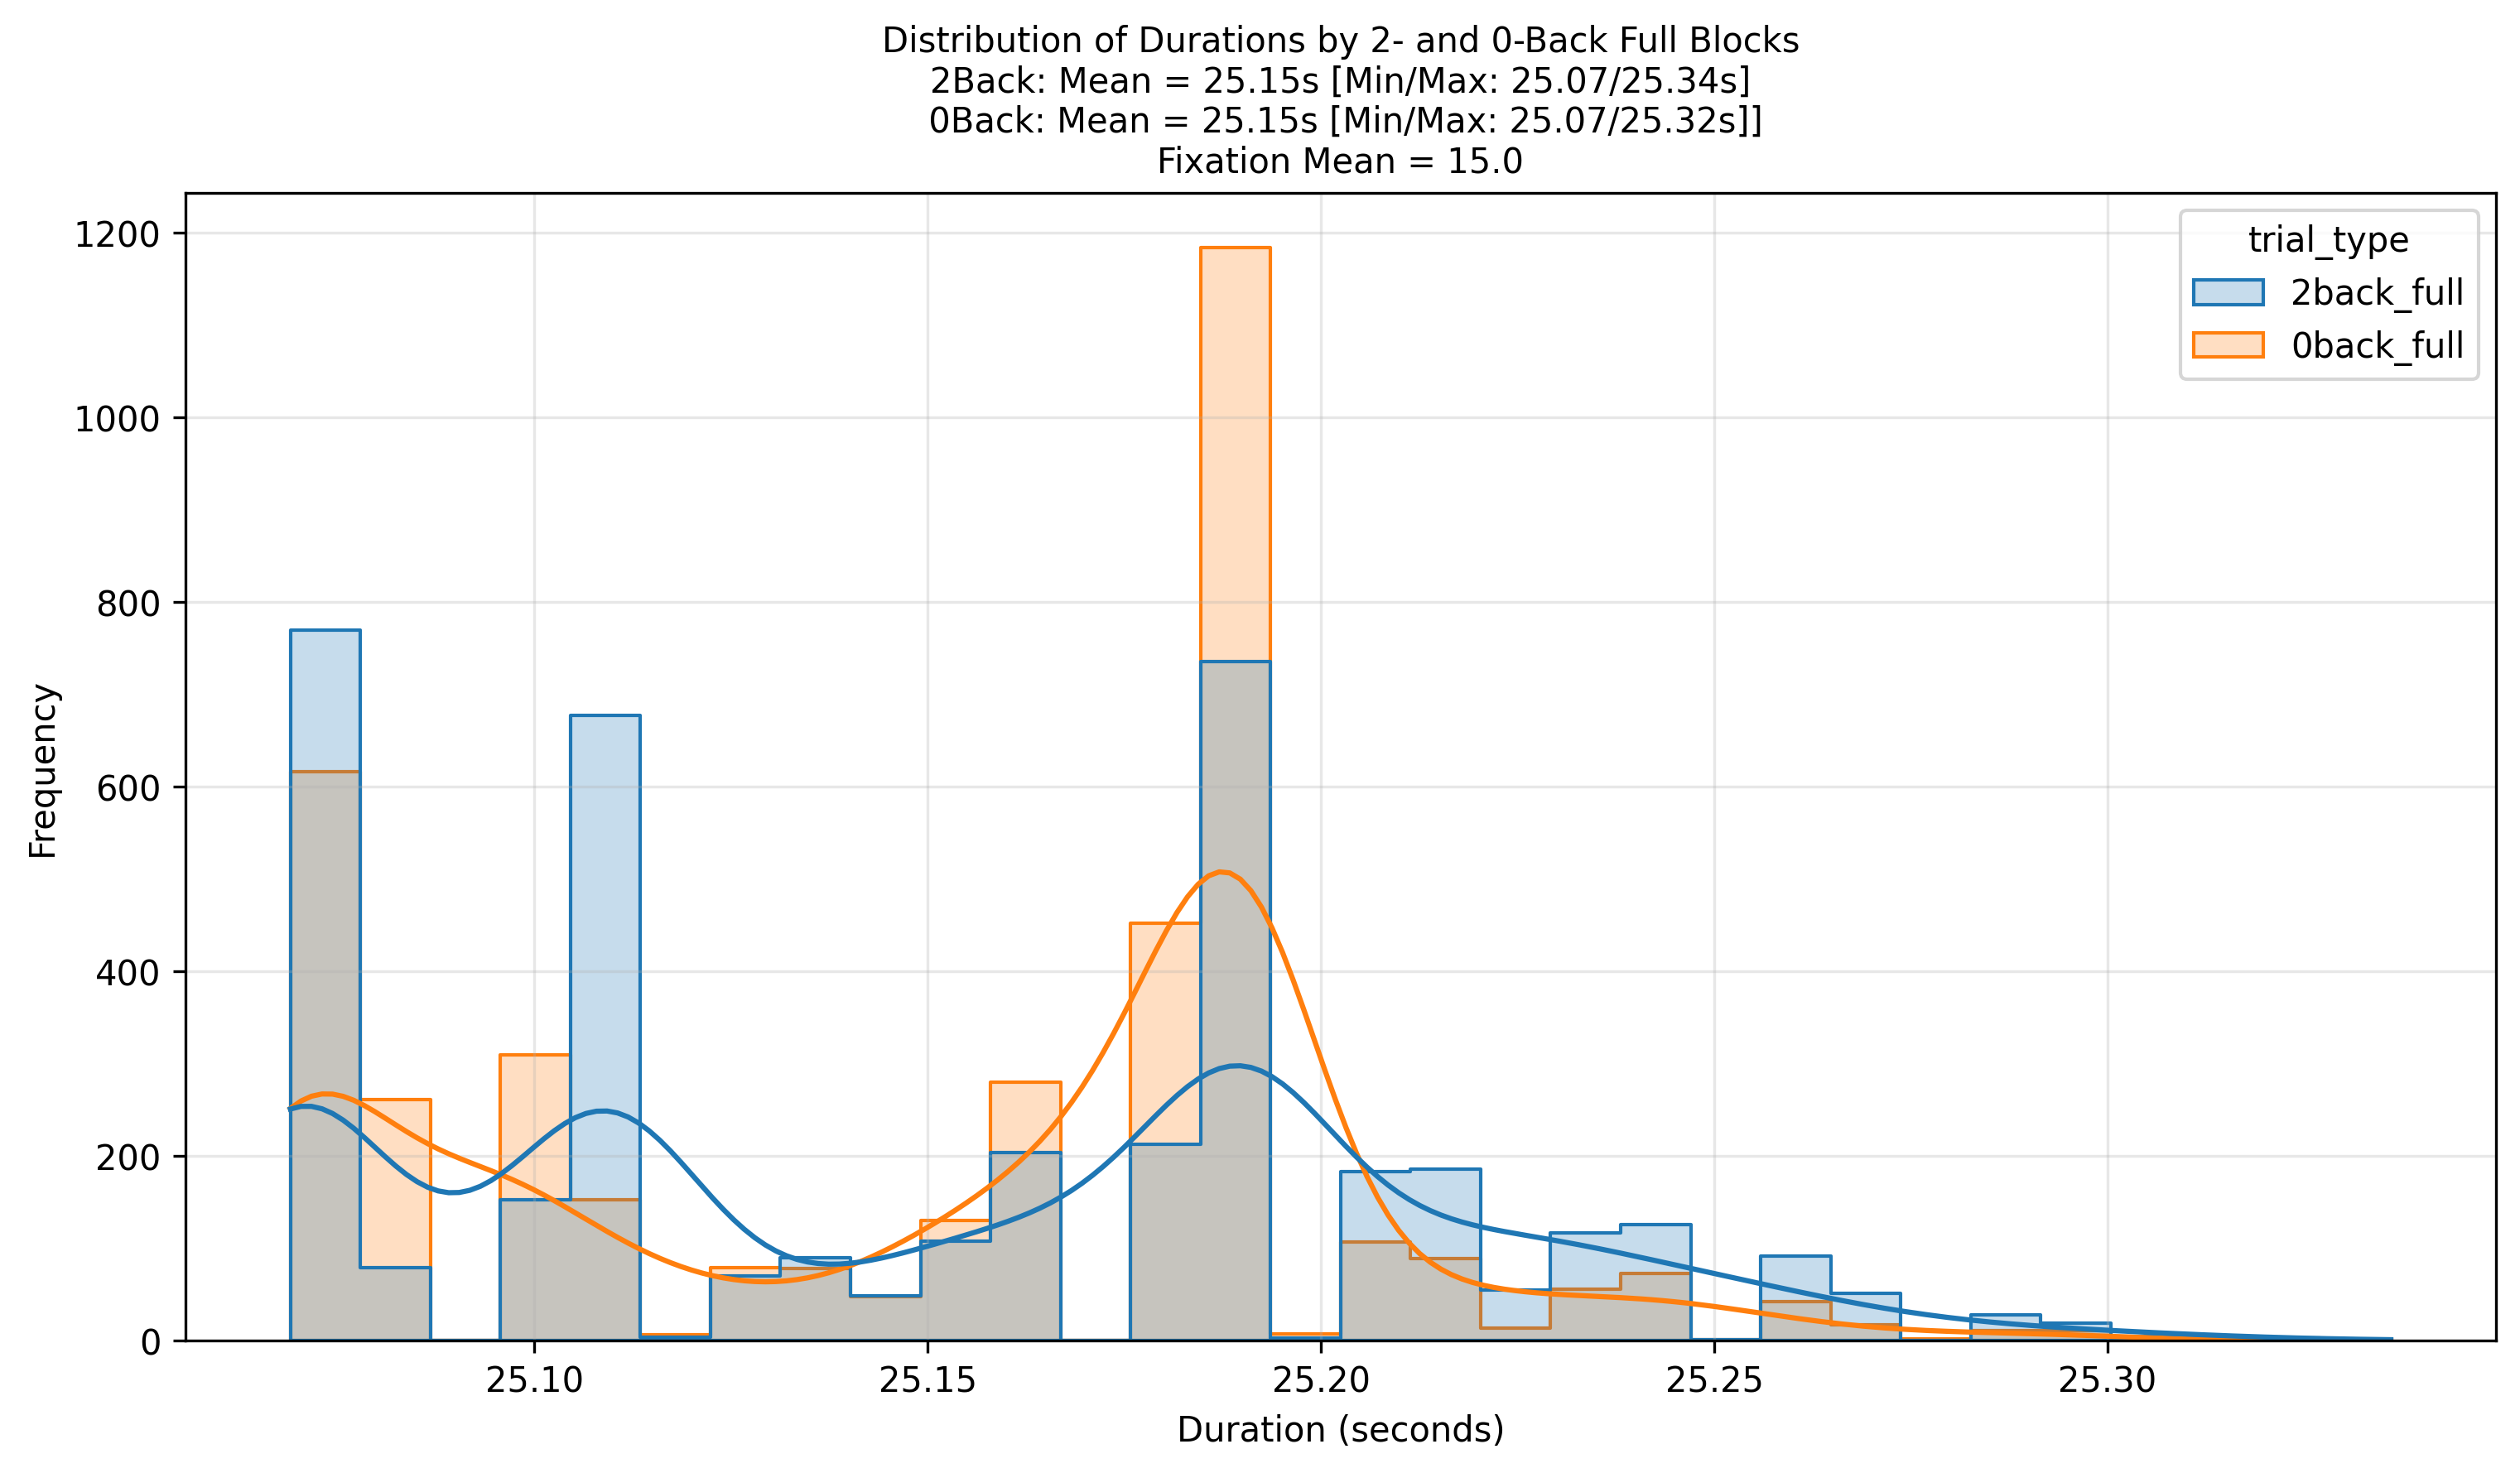 Distribution of Durations by 2- and 0-Back Full Blocks
2Back: Mean = 25.15s [Min/Max: 25.07/25.34s]
0Back: Mean = 25.15s [Min/Max: 25.07/25.32s]]
Fixation Mean = 15.0
trial_type
2back_full
0back_full
Frequency
1200
1000
800
600
400
200
0
25.10
25.15
25.20
25.25
25.30
Duration (seconds)